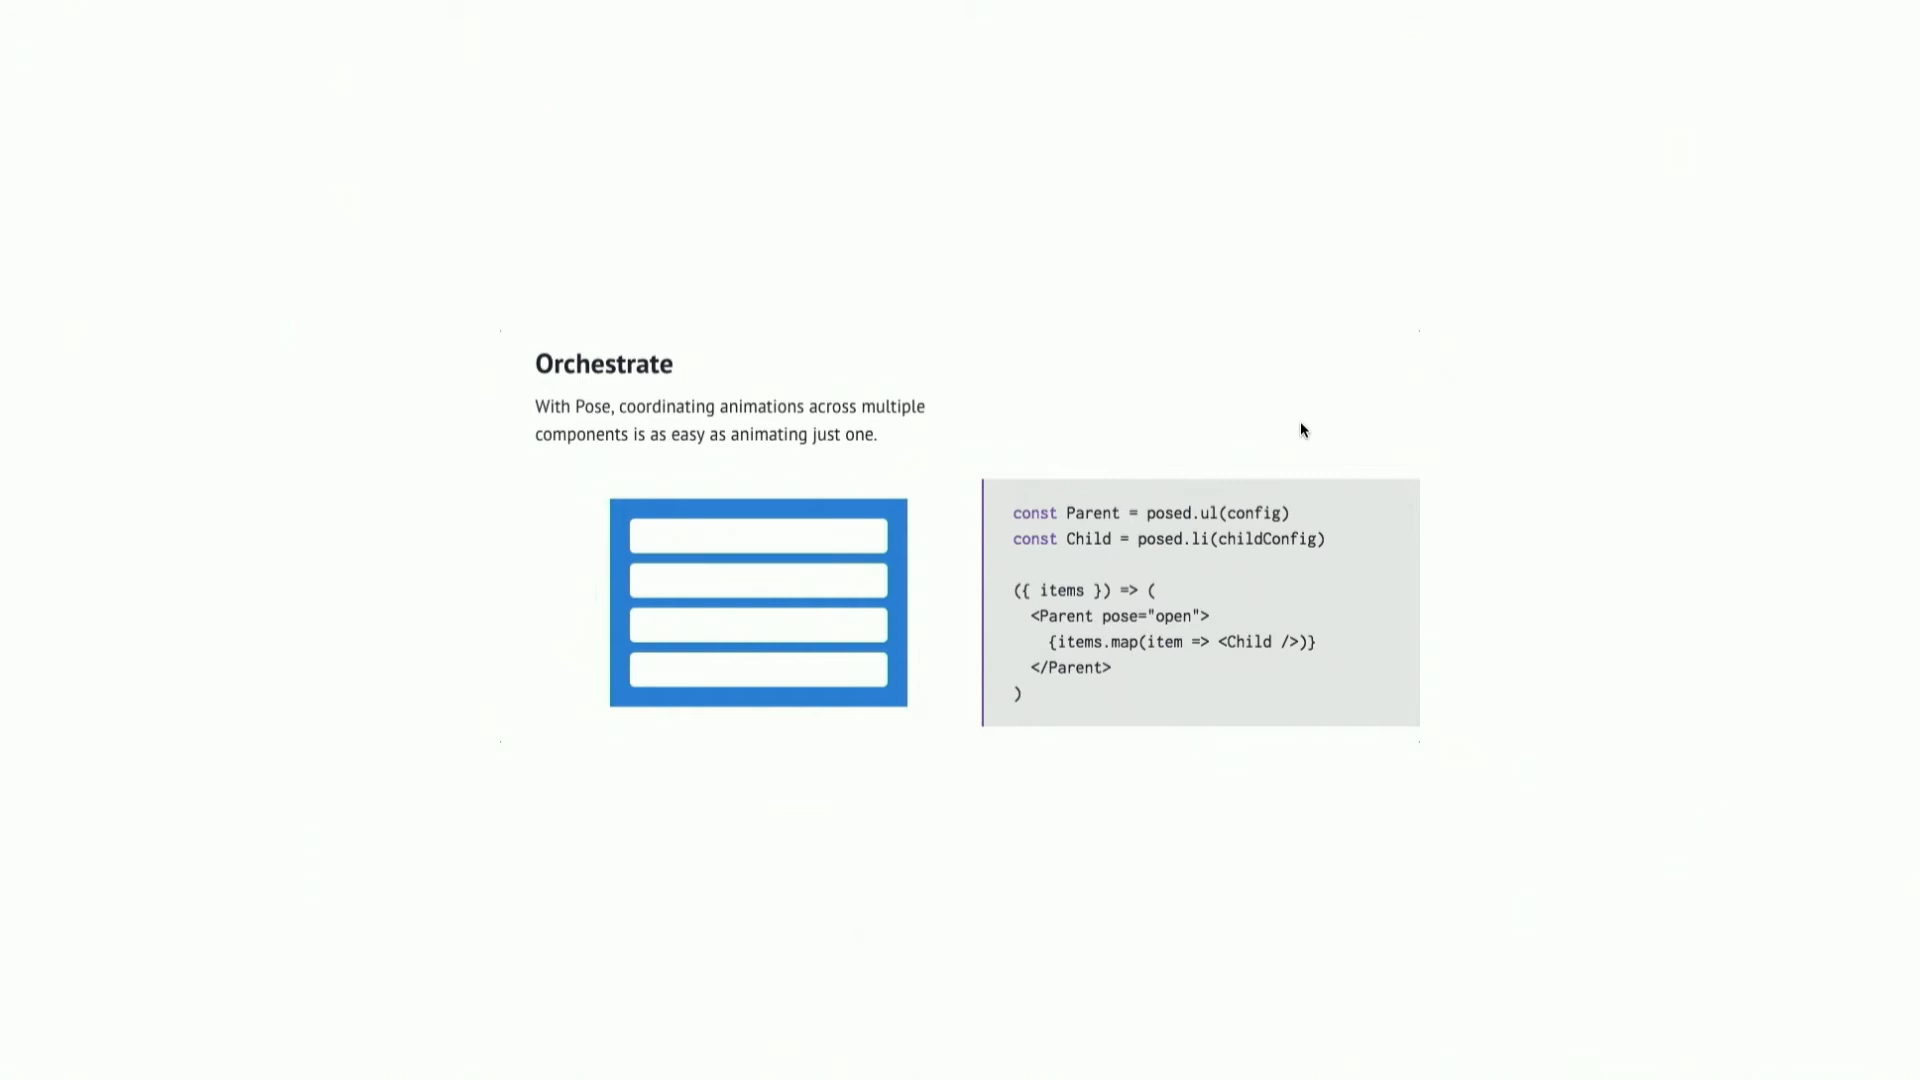 Orchestrate
With Pose, coordinating animations across multiple
components is as easy as animating just one.
const Parent = posed.ul(config)
const Child = posed.li(childConfig)
({ items }) => (
  <Parent pose="open">
    {items.map(item => <Child />)}
  </Parent>
)